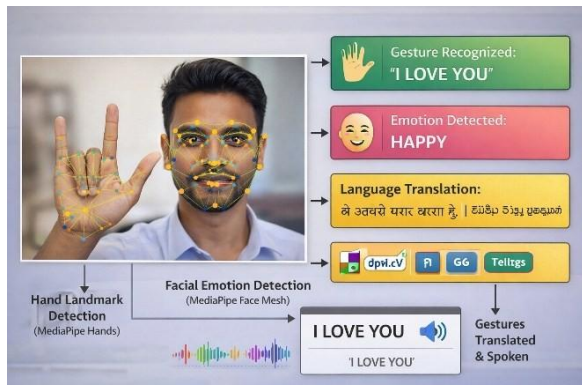 Gesture Recognized:
"I LOVE YOU"
Emotion Detected:
HAPPY
Language Translation:
GG
Hand Landmark
Detection
(MediaPipe Hands)
Facial Emotion Detection
(MediaPipe Face Mesh)
I LOVE YOU
'I LOVE YOU'
Gestures
Translated
& Spoken